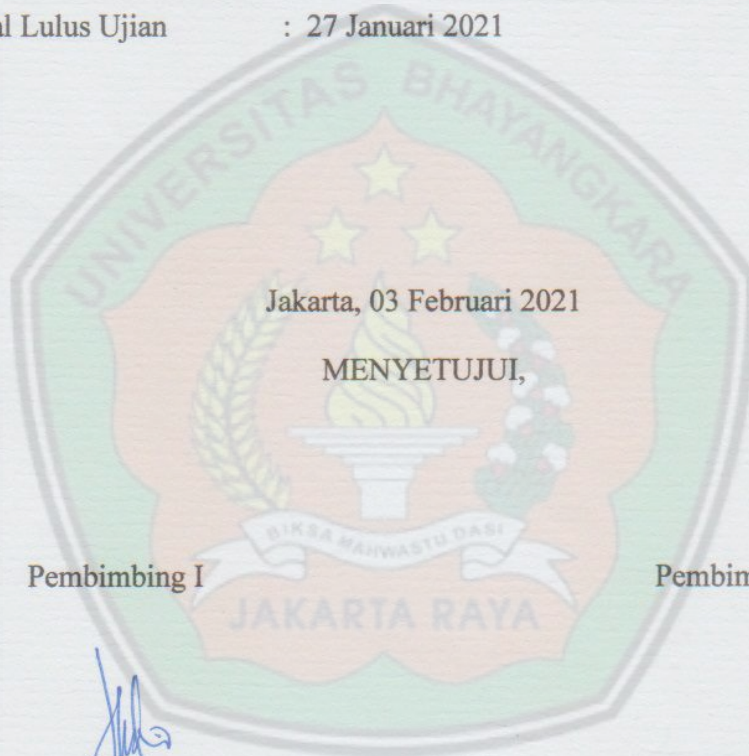 al Lulus Ujian : 27 Januari 2021
UNIVERSITAS BHAYANGKARA
Jakarta, 03 Februari 2021
MENYETUJUI,
BIKSA MAHWASTU DASI
Pembimbing I Pembim
JAKARTA RAYA